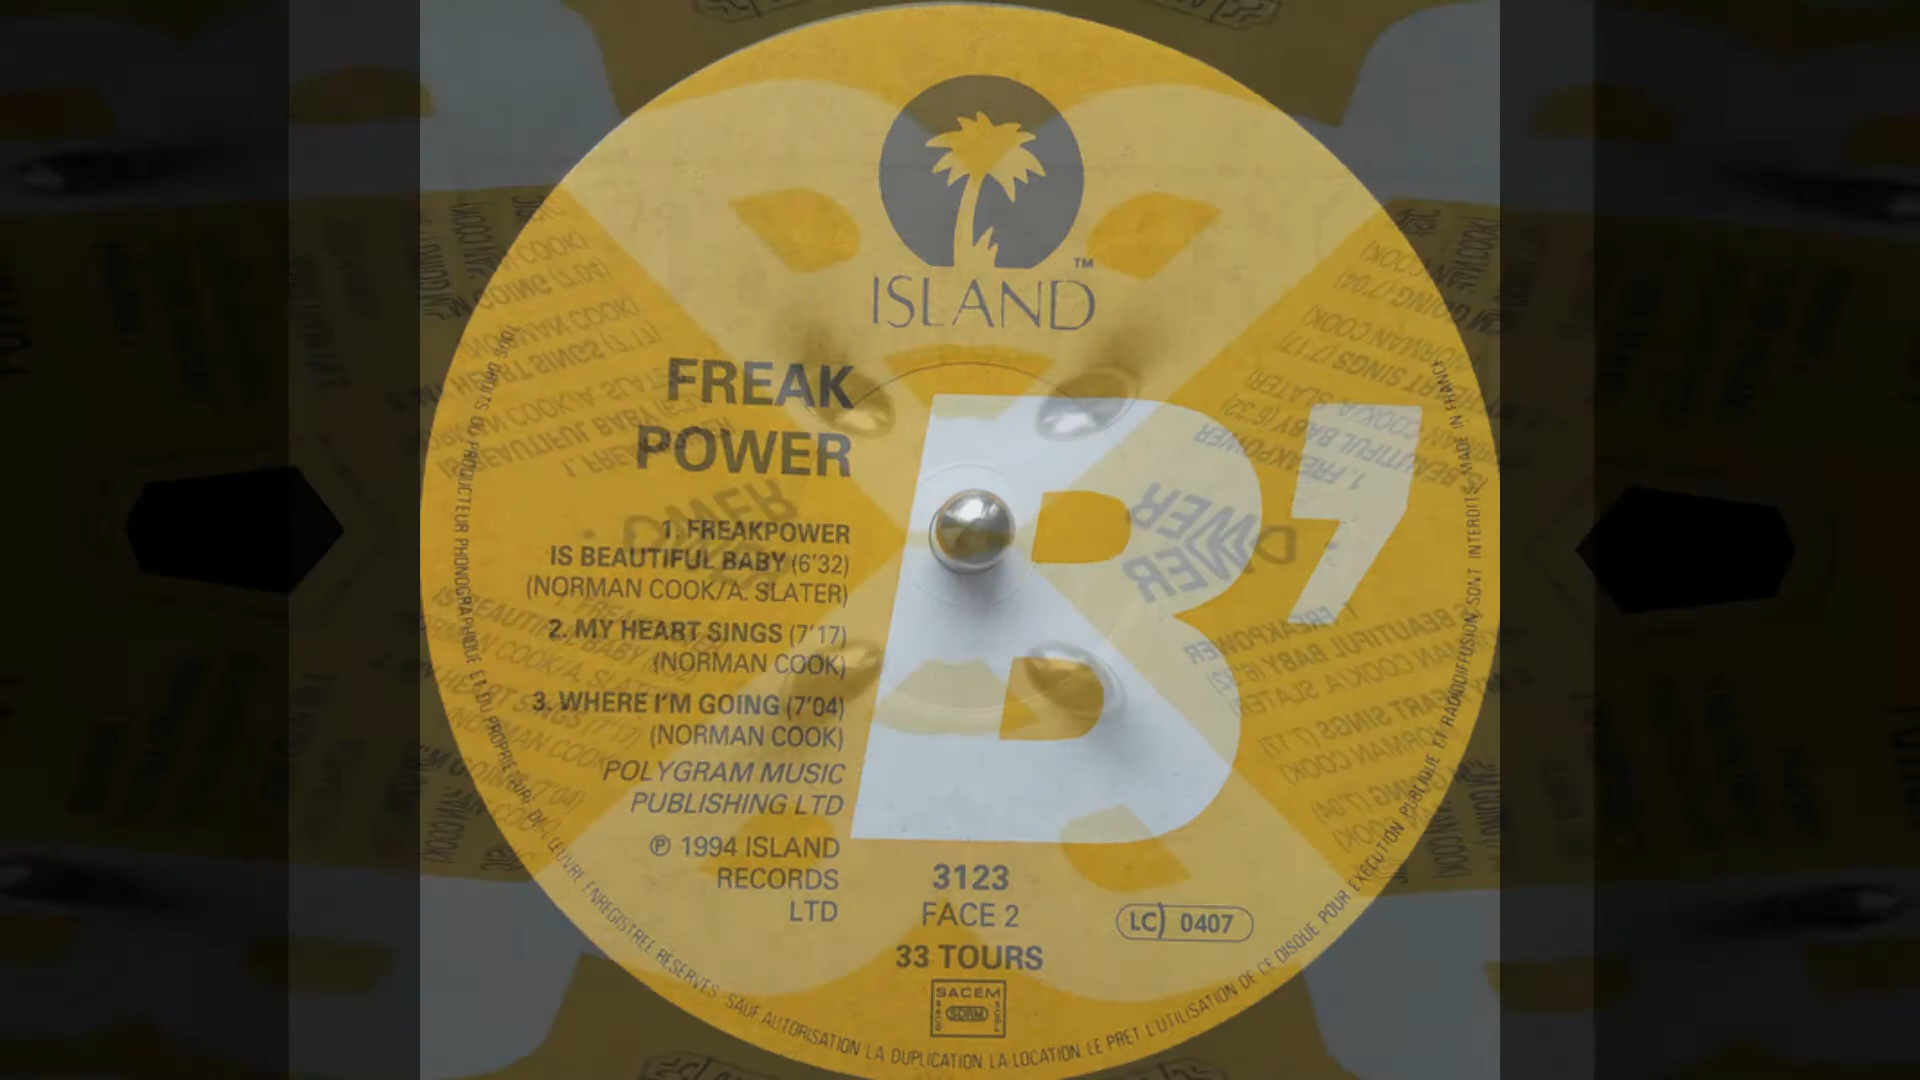 ISLAND™
FREAK
POWER
B'
1. FREAKPOWER
IS BEAUTIFUL BABY (6'32)
(NORMAN COOK/A. SLATER)
2. MY HEART SINGS (7'17)
(NORMAN COOK)
3. WHERE I'M GOING (7'04)
(NORMAN COOK)
POLYGRAM MUSIC
PUBLISHING LTD
℗ 1994 ISLAND
RECORDS
LTD
3123
FACE 2
33 TOURS
LC 0407
SACEM
SDRM
TOUS DROITS DU PRODUCTEUR PHONOGRAPHIQUE ET DU PROPRIETAIRE DE L'ŒUVRE ENREGISTREE RESERVES. SAUF AUTORISATION LA DUPLICATION LA LOCATION LE PRET L'UTILISATION DE CE DISQUE POUR EXECUTION PUBLIQUE ET RADIODIFFUSION SONT INTERDITS. MADE IN FRANCE